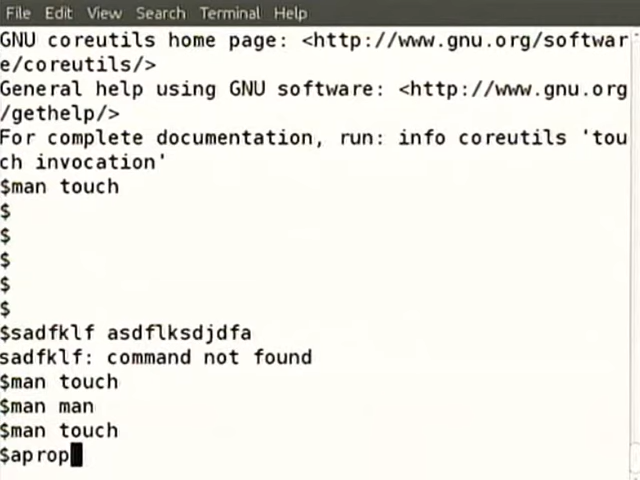 File Edit View Search Terminal Help
GNU coreutils home page: <http://www.gnu.org/softwar
e/coreutils/>
General help using GNU software: <http://www.gnu.org
/gethelp/>
For complete documentation, run: info coreutils 'tou
ch invocation'
$man touch
$
$
$
$
$
$sadfklf asdflksdjdfa
sadfklf: command not found
$man touch
$man man
$man touch
$aprop